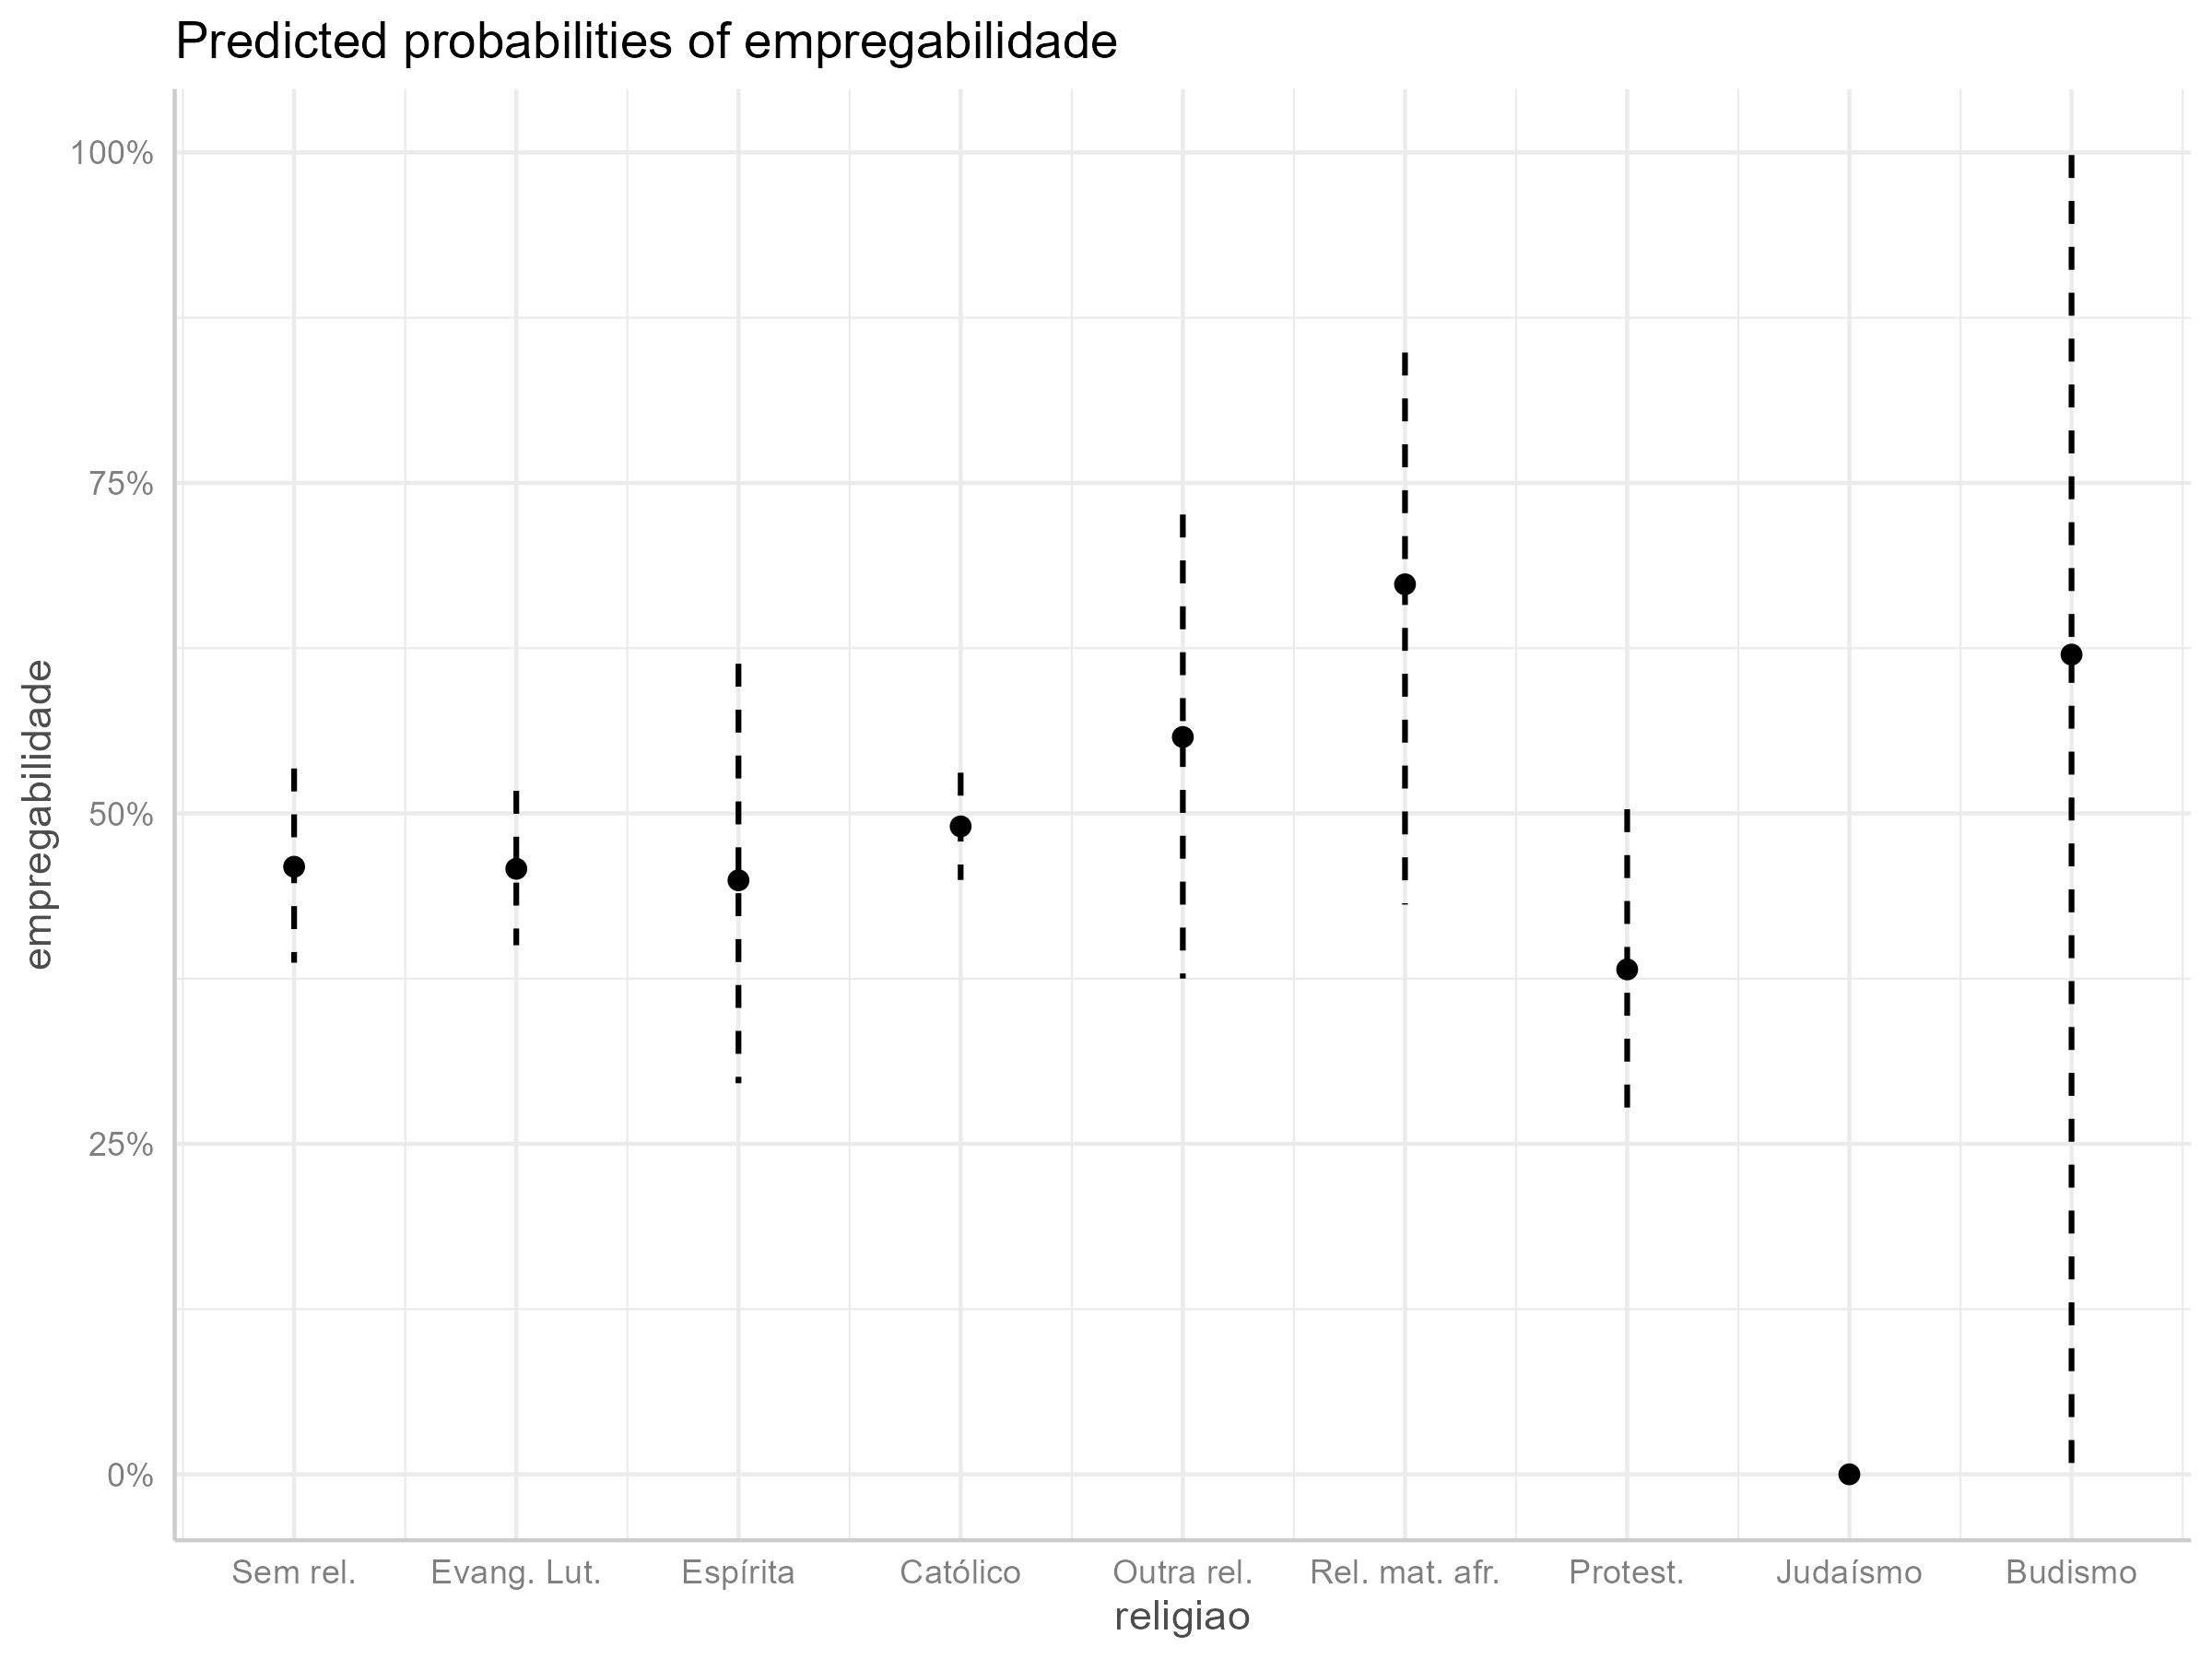 Predicted probabilities of empregabilidade
empregabilidade
100%
75%
50%
25%
0%
Sem rel. Evang. Lut. Espírita Católico Outra rel. Rel. mat. afr. Protest. Judaísmo Budismo
religiao